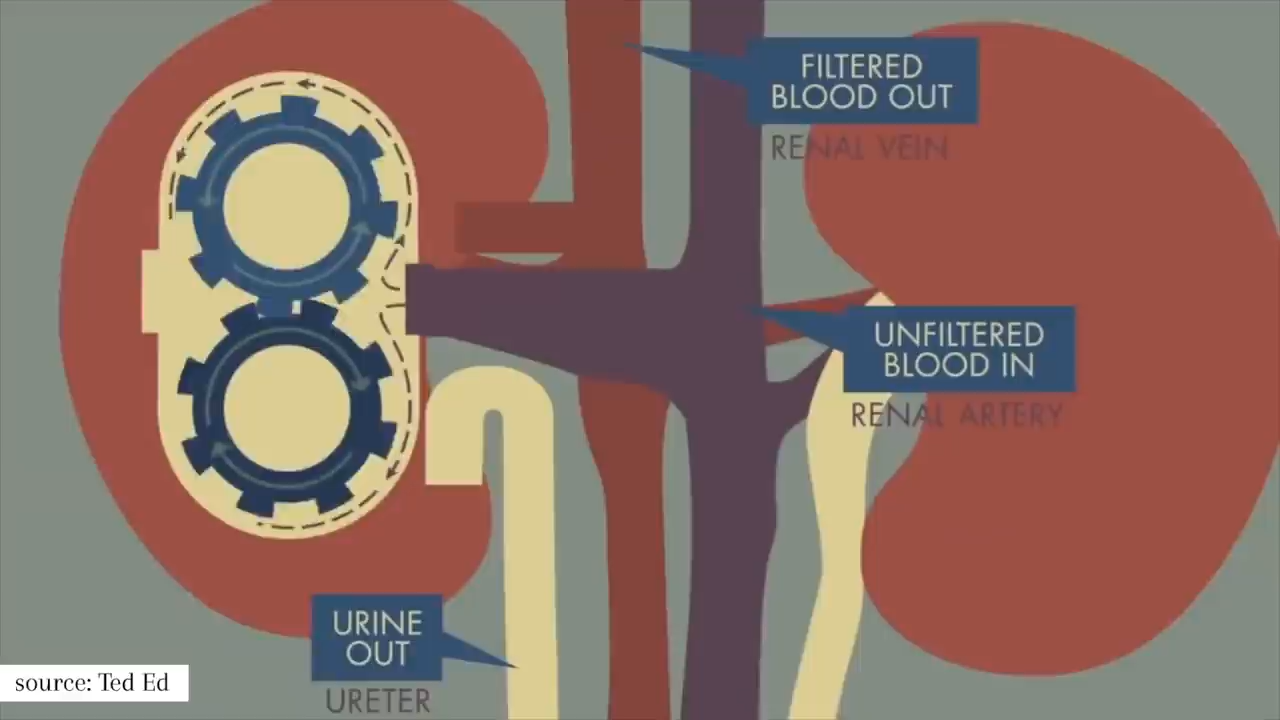 FILTERED
BLOOD OUT
RENAL VEIN
UNFILTERED
BLOOD IN
RENAL ARTERY
URINE
OUT
URETER
source: Ted Ed